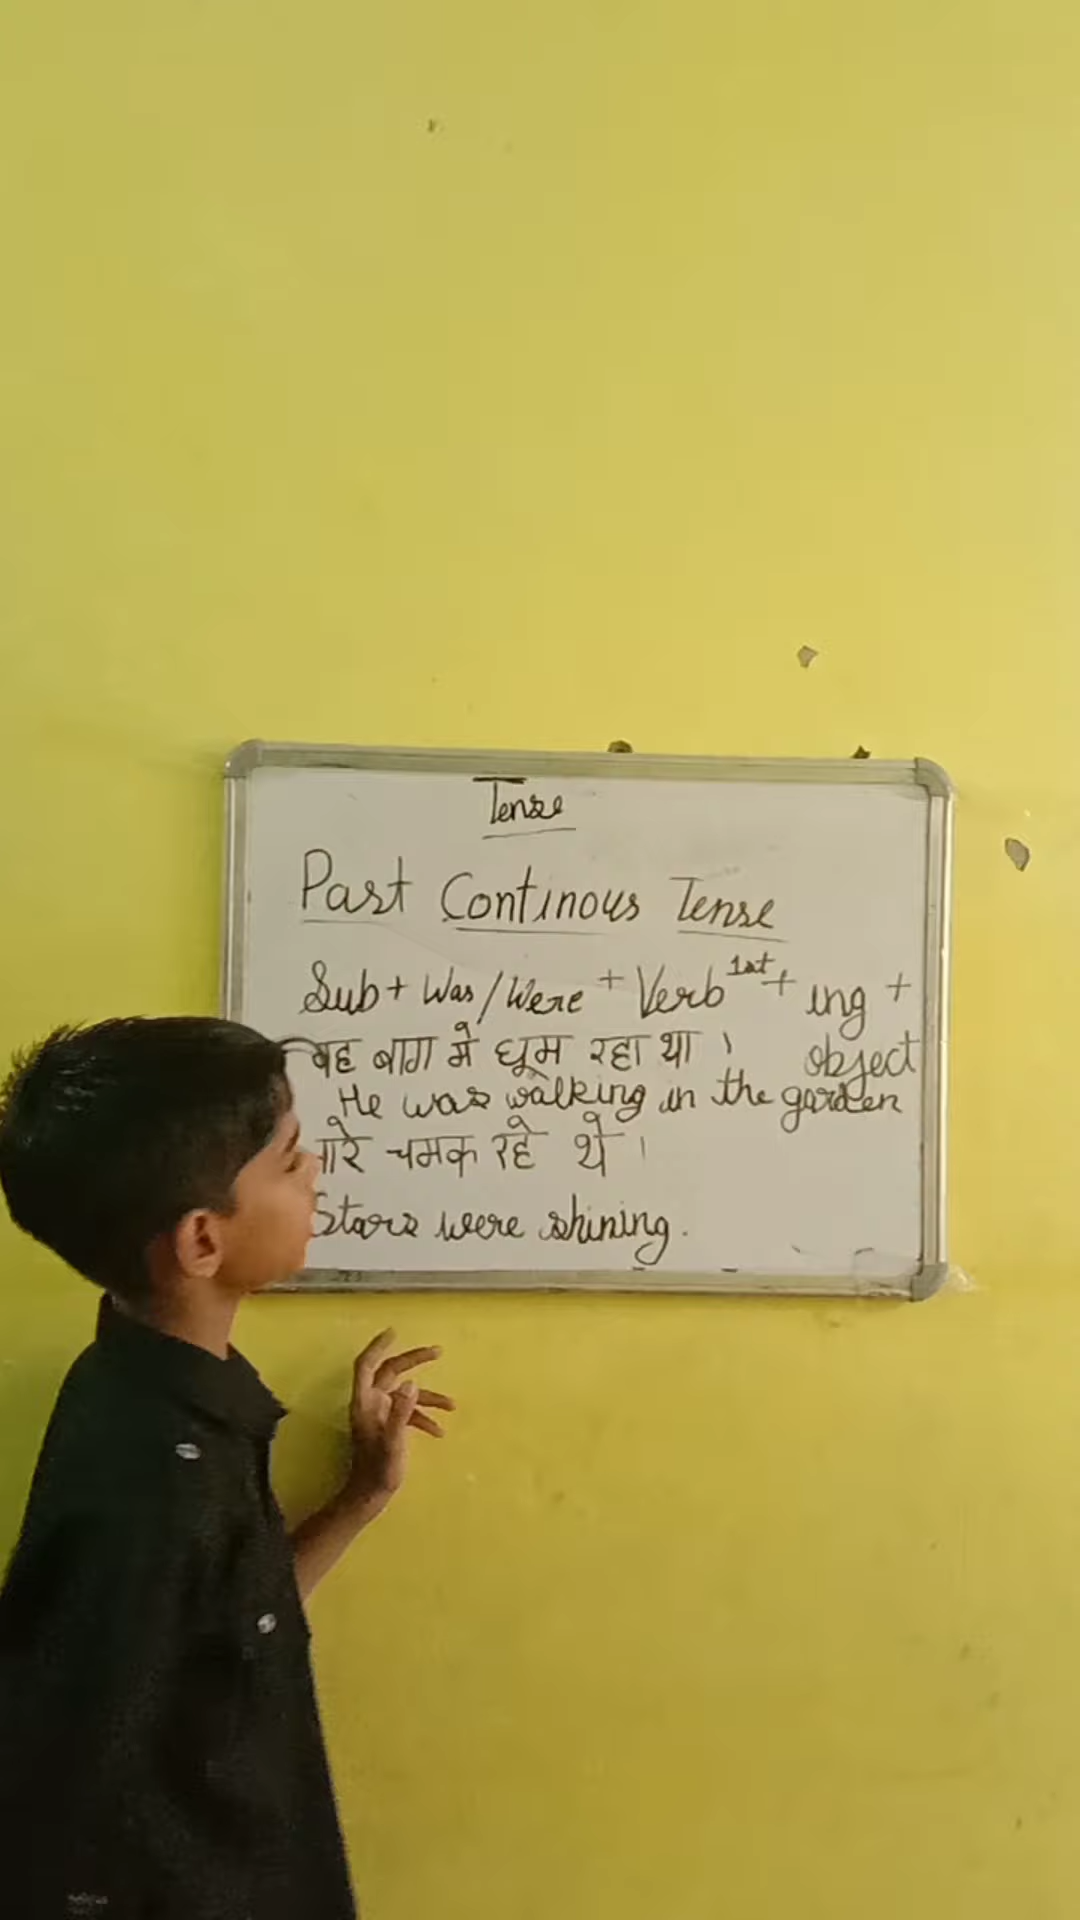 Tense
Past Continous Tense
Sub + Was / Were + Verb 1st + ing +
object
वह बाग मे घूम रहा था ।
He was walking in the garden
तारे चमक रहे थे ।
Stars were shining.